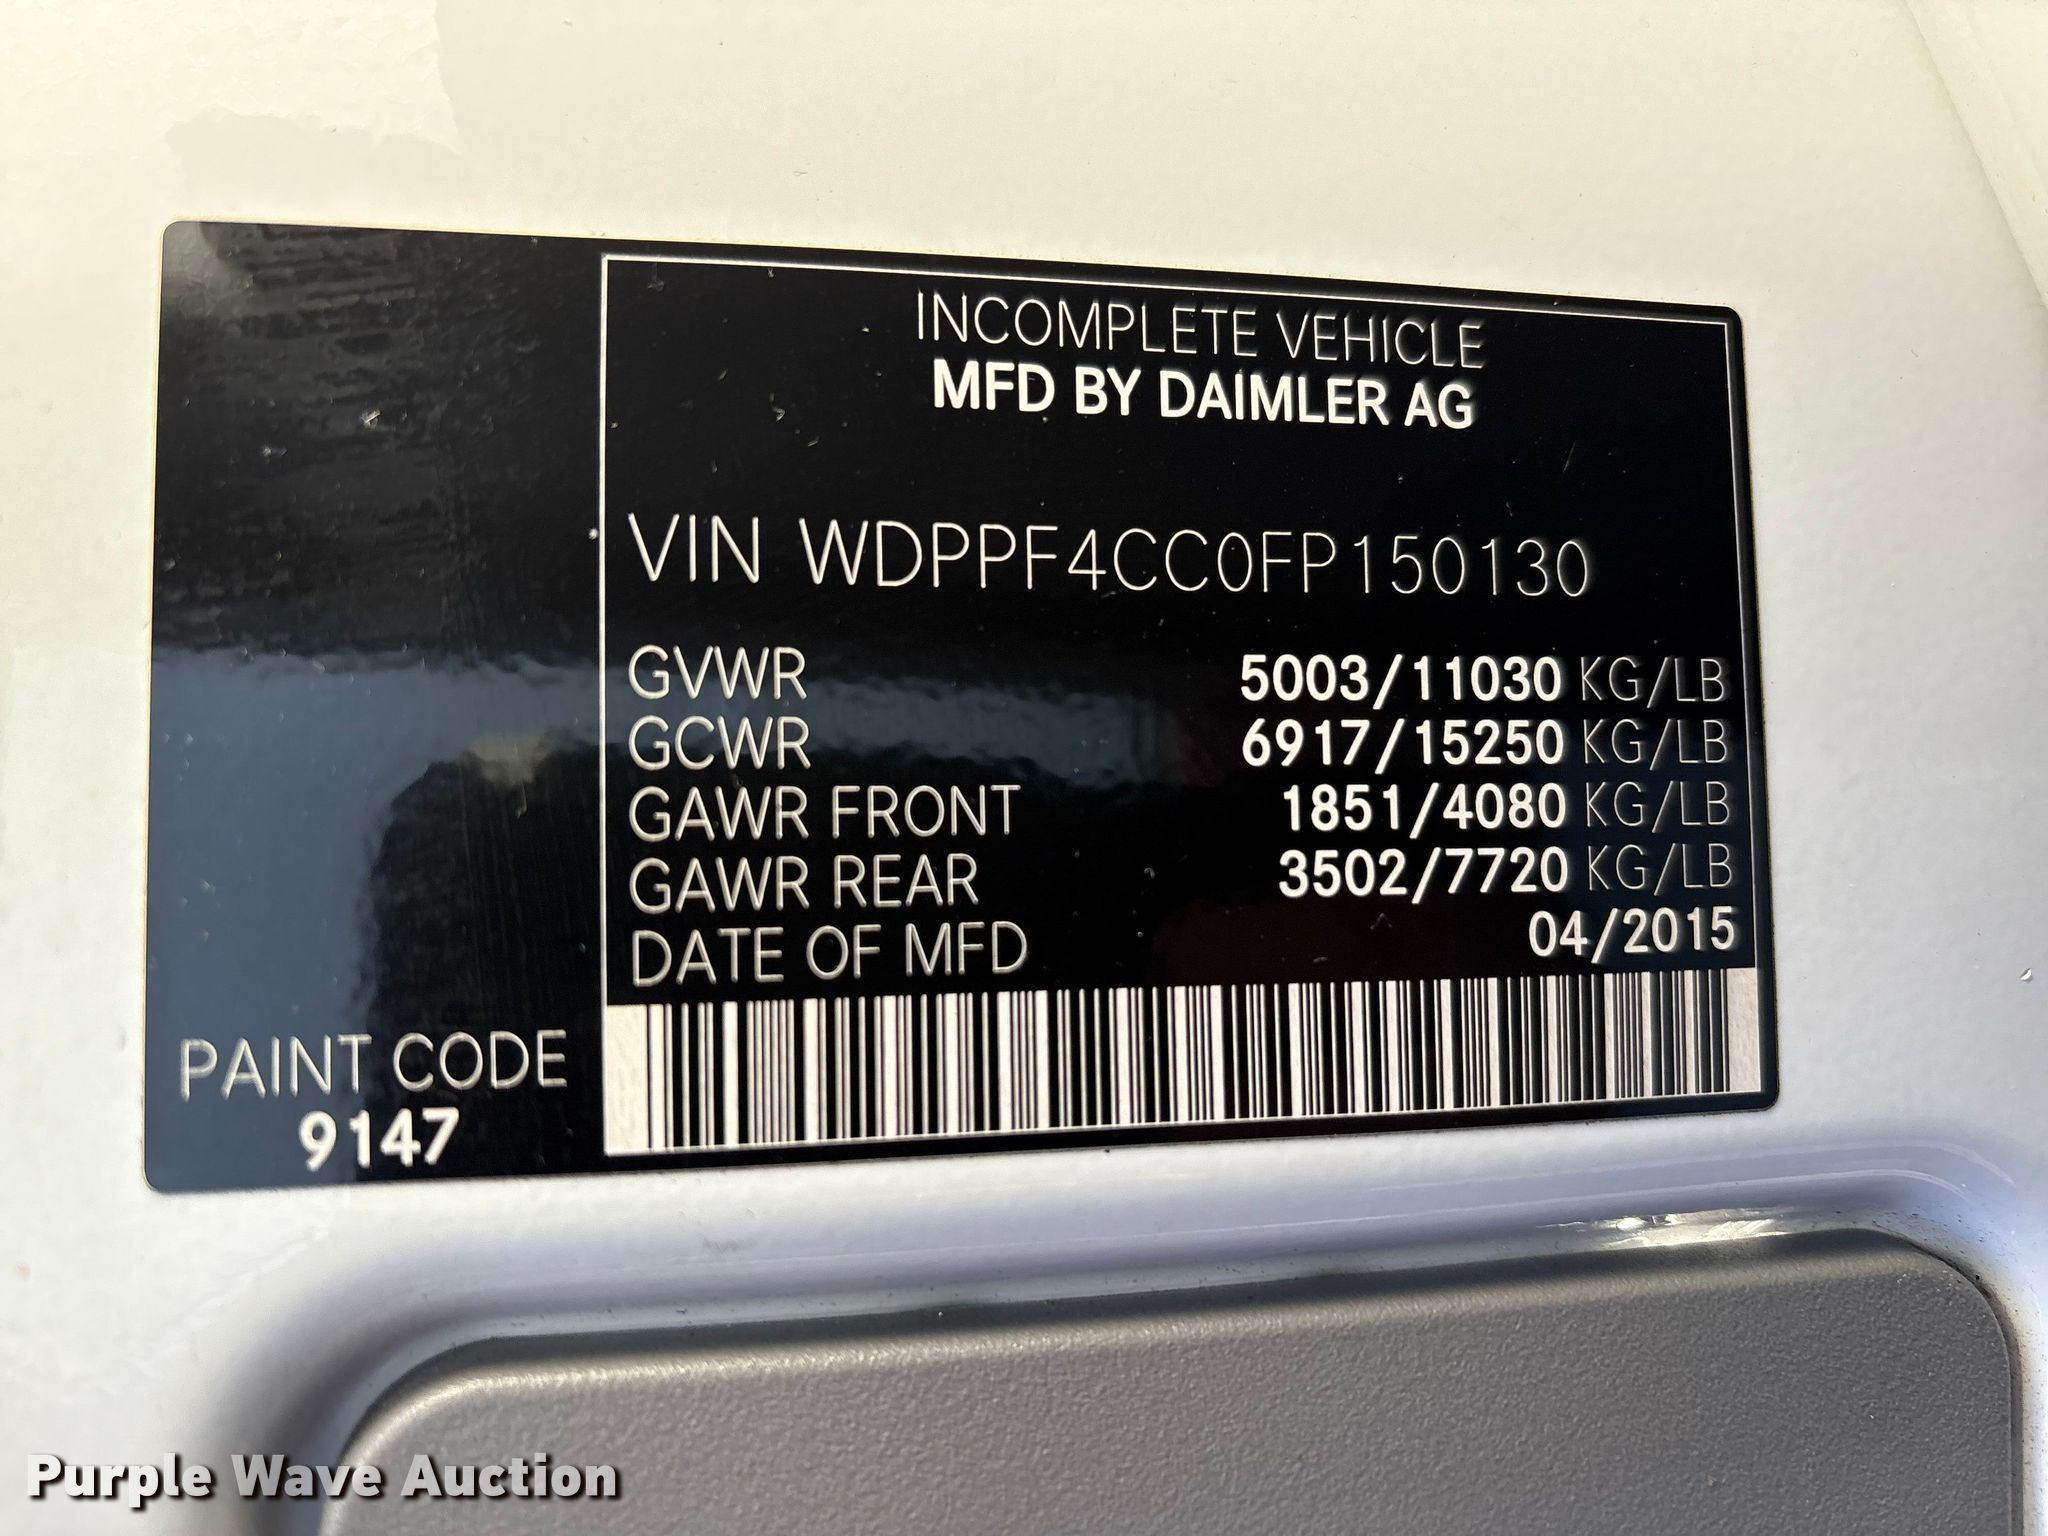 INCOMPLETE VEHICLE
MFD BY DAIMLER AG
VIN WDPPF4CC0FP150130
GVWR 5003/11030 KG/LB
GCWR 6917/15250 KG/LB
GAWR FRONT 1851/4080 KG/LB
GAWR REAR 3502/7720 KG/LB
DATE OF MFD 04/2015
PAINT CODE
9147
Purple Wave Auction